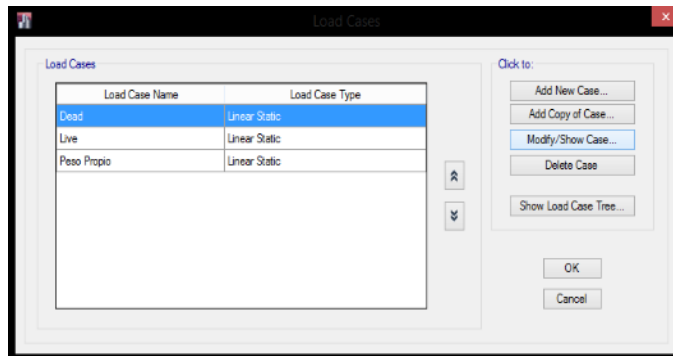 Load Cases
Load Cases
Click to:
Load Case Name Load Case Type
Dead Linear Static
Live Linear Static
Peso Propio Linear Static
Add New Case...
Add Copy of Case...
Modify/Show Case...
Delete Case
Show Load Case Tree...
OK
Cancel